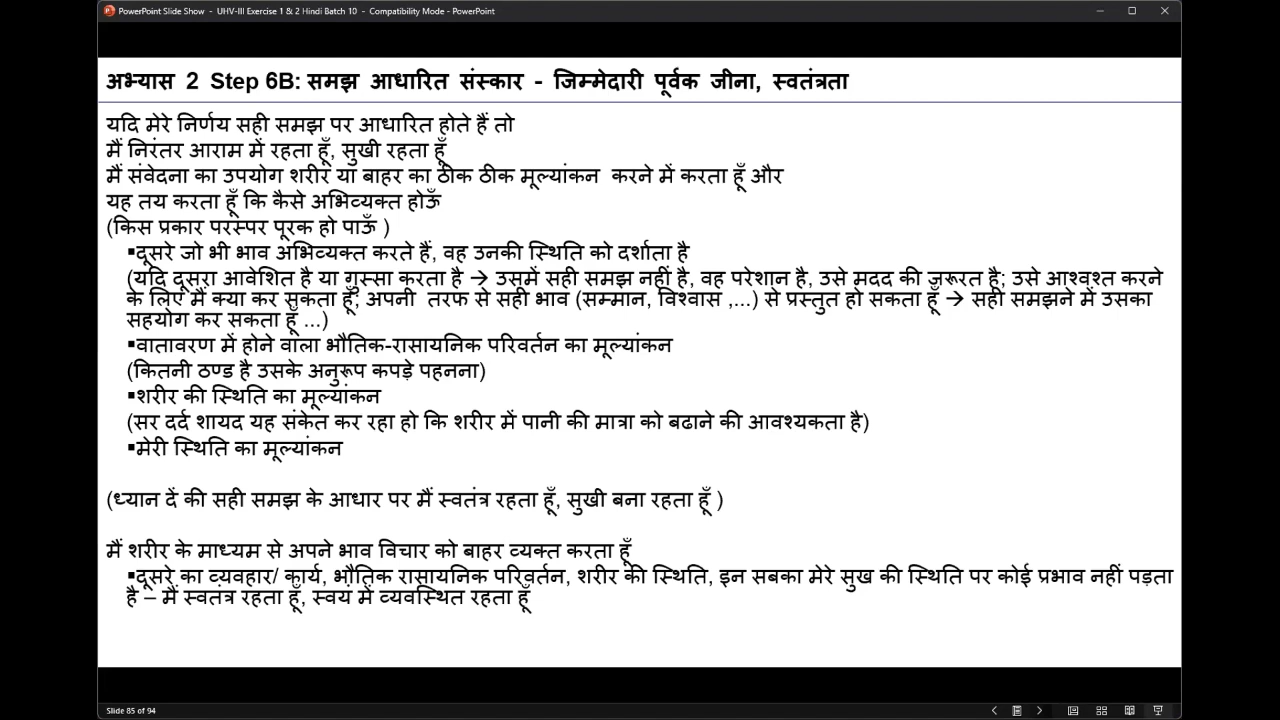 PowerPoint Slide Show - UHV-III Exercise 1 & 2 Hindi Batch 10 - Compatibility Mode - PowerPoint
अभ्यास 2 Step 6B: समझ आधारित संस्कार - जिम्मेदारी पूर्वक जीना, स्वतंत्रता
यदि मेरे निर्णय सही समझ पर आधारित होते हैं तो
मैं निरंतर आराम में रहता हूँ, सुखी रहता हूँ
मैं संवेदना का उपयोग शरीर या बाहर का ठीक ठीक मूल्यांकन करने में करता हूँ और
यह तय करता हूँ कि कैसे अभिव्यक्त होऊँ
(किस प्रकार परस्पर पूरक हो पाऊँ )
▪दूसरे जो भी भाव अभिव्यक्त करते हैं, वह उनकी स्थिति को दर्शाता है
(यदि दूसरा आवेशित है या गुस्सा करता है → उसमें सही समझ नहीं है, वह परेशान है, उसे मदद की ज़रूरत है; उसे आश्वश्त करने
के लिए मैं क्या कर सकता हूँ; अपनी तरफ से सही भाव (सम्मान, विश्वास ,...) से प्रस्तुत हो सकता हूँ → सही समझने में उसका
सहयोग कर सकता हूँ ...)
▪वातावरण में होने वाला भौतिक-रासायनिक परिवर्तन का मूल्यांकन
(कितनी ठण्ड है उसके अनुरूप कपड़े पहनना)
▪शरीर की स्थिति का मूल्यांकन
(सर दर्द शायद यह संकेत कर रहा हो कि शरीर में पानी की मात्रा को बढाने की आवश्यकता है)
▪मेरी स्थिति का मूल्यांकन
(ध्यान दें की सही समझ के आधार पर मैं स्वतंत्र रहता हूँ, सुखी बना रहता हूँ )
मैं शरीर के माध्यम से अपने भाव विचार को बाहर व्यक्त करता हूँ
▪दूसरे का व्यवहार/ कार्य, भौतिक रासायनिक परिवर्तन, शरीर की स्थिति, इन सबका मेरे सुख की स्थिति पर कोई प्रभाव नहीं पड़ता
है – मैं स्वतंत्र रहता हूँ, स्वयं में व्यवस्थित रहता हूँ
Slide 85 of 94